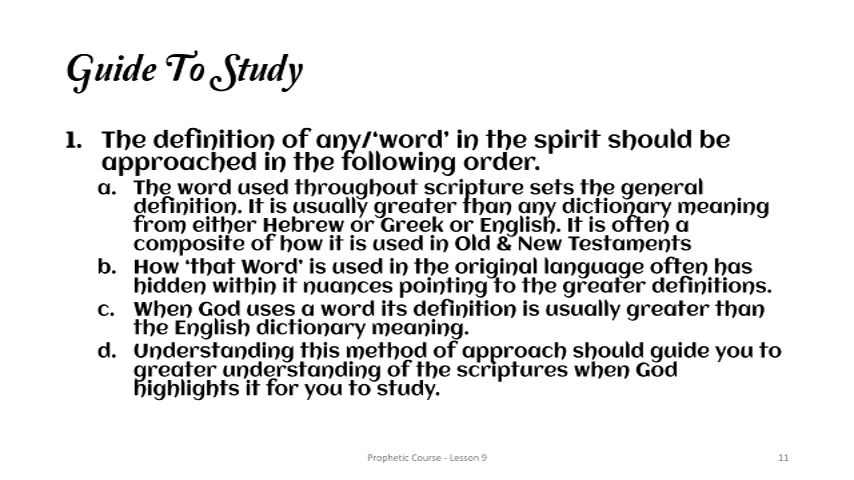 Guide To Study
1. The definition of any/‘word’ in the spirit should be
approached in the following order.
a. The word used throughout scripture sets the general
definition. It is usually greater than any dictionary meaning
from either Hebrew or Greek or English. It is often a
composite of how it is used in Old & New Testaments
b. How ‘that Word’ is used in the original language often has
hidden within it nuances pointing to the greater definitions.
c. When God uses a word its definition is usually greater than
the English dictionary meaning.
d. Understanding this method of approach should guide you to
greater understanding of the scriptures when God
highlights it for you to study.
Prophetic Course - Lesson 9
11